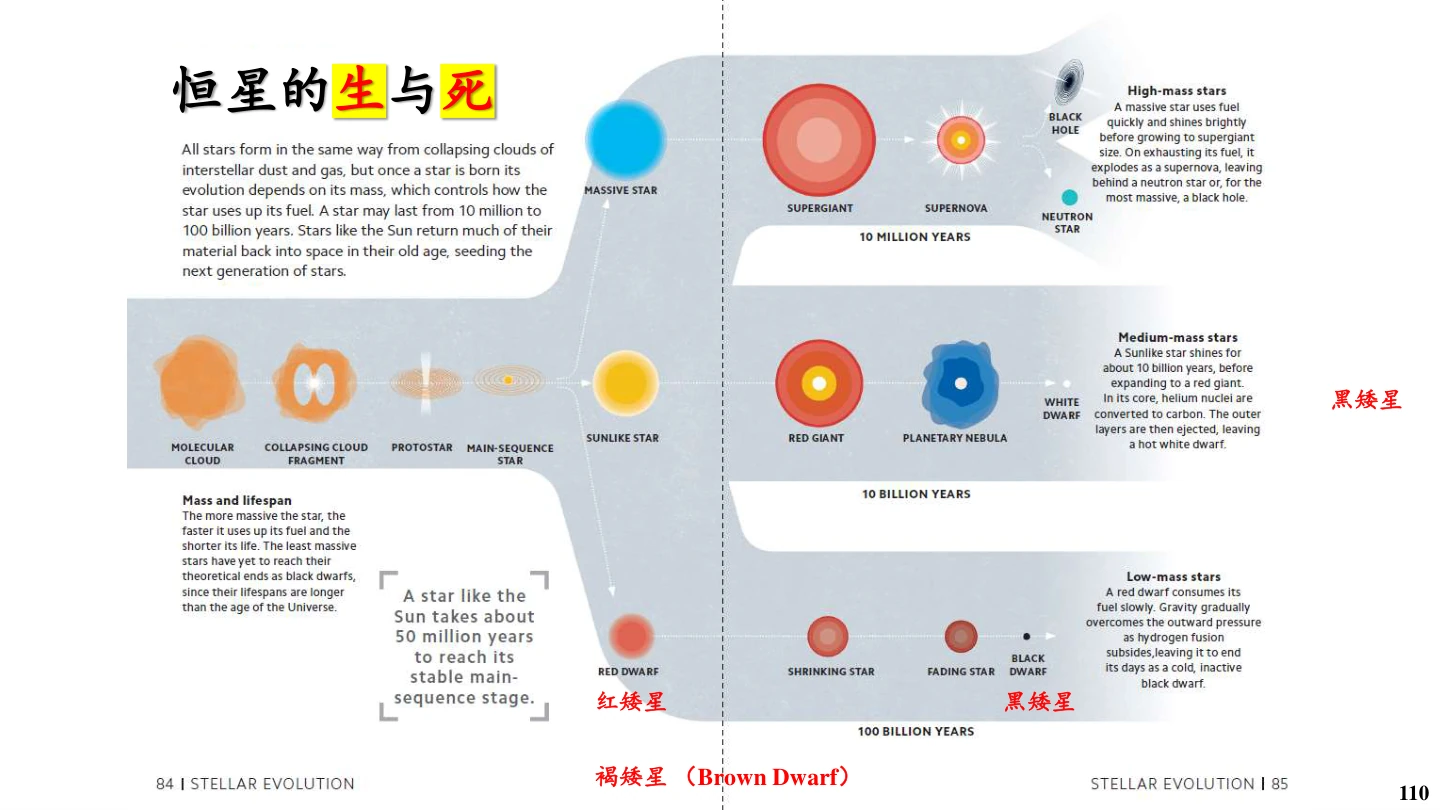 恒星的生与死
All stars form in the same way from collapsing clouds of
interstellar dust and gas, but once a star is born its
evolution depends on its mass, which controls how the
star uses up its fuel. A star may last from 10 million to
100 billion years. Stars like the Sun return much of their
material back into space in their old age, seeding the
next generation of stars.
MOLECULAR
CLOUD
COLLAPSING CLOUD
FRAGMENT
PROTOSTAR
MAIN-SEQUENCE
STAR
Mass and lifespan
The more massive the star, the
faster it uses up its fuel and the
shorter its life. The least massive
stars have yet to reach their
theoretical ends as black dwarfs,
since their lifespans are longer
than the age of the Universe.
A star like the
Sun takes about
50 million years
to reach its
stable main-
sequence stage.
MASSIVE STAR
SUPERGIANT
SUPERNOVA
BLACK
HOLE
NEUTRON
STAR
10 MILLION YEARS
High-mass stars
A massive star uses fuel
quickly and shines brightly
before growing to supergiant
size. On exhausting its fuel, it
explodes as a supernova, leaving
behind a neutron star or, for the
most massive, a black hole.
SUNLIKE STAR
RED GIANT
PLANETARY NEBULA
WHITE
DWARF
10 BILLION YEARS
Medium-mass stars
A Sunlike star shines for
about 10 billion years, before
expanding to a red giant.
In its core, helium nuclei are
converted to carbon. The outer
layers are then ejected, leaving
a hot white dwarf.
黑矮星
RED DWARF
红矮星
SHRINKING STAR
FADING STAR
BLACK
DWARF
黑矮星
100 BILLION YEARS
Low-mass stars
A red dwarf consumes its
fuel slowly. Gravity gradually
overcomes the outward pressure
as hydrogen fusion
subsides,leaving it to end
its days as a cold, inactive
black dwarf.
褐矮星（Brown Dwarf）
84 | STELLAR EVOLUTION
STELLAR EVOLUTION | 85
110